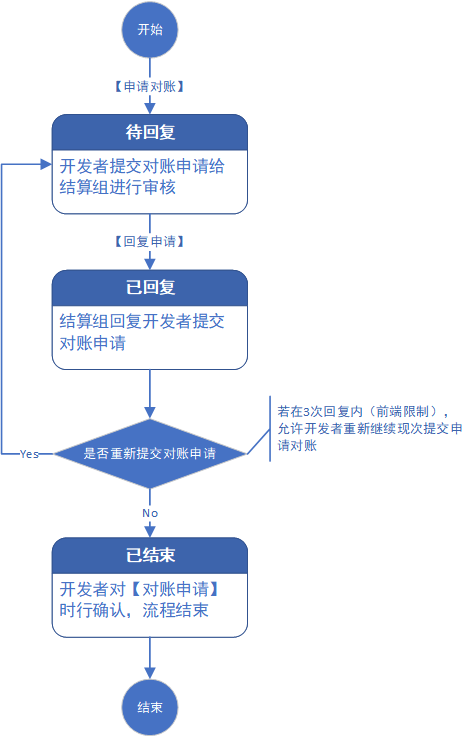 开始
【申请对账】
待回复
开发者提交对账申请给
结算组进行审核
【回复申请】
已回复
结算组回复开发者提交
对账申请
若在3次回复内（前端限制），
允许开发者重新继续现次提交申
请对账
是否重新提交对账申请
Yes
No
已结束
开发者对【对账申请】
时行确认，流程结束
结束